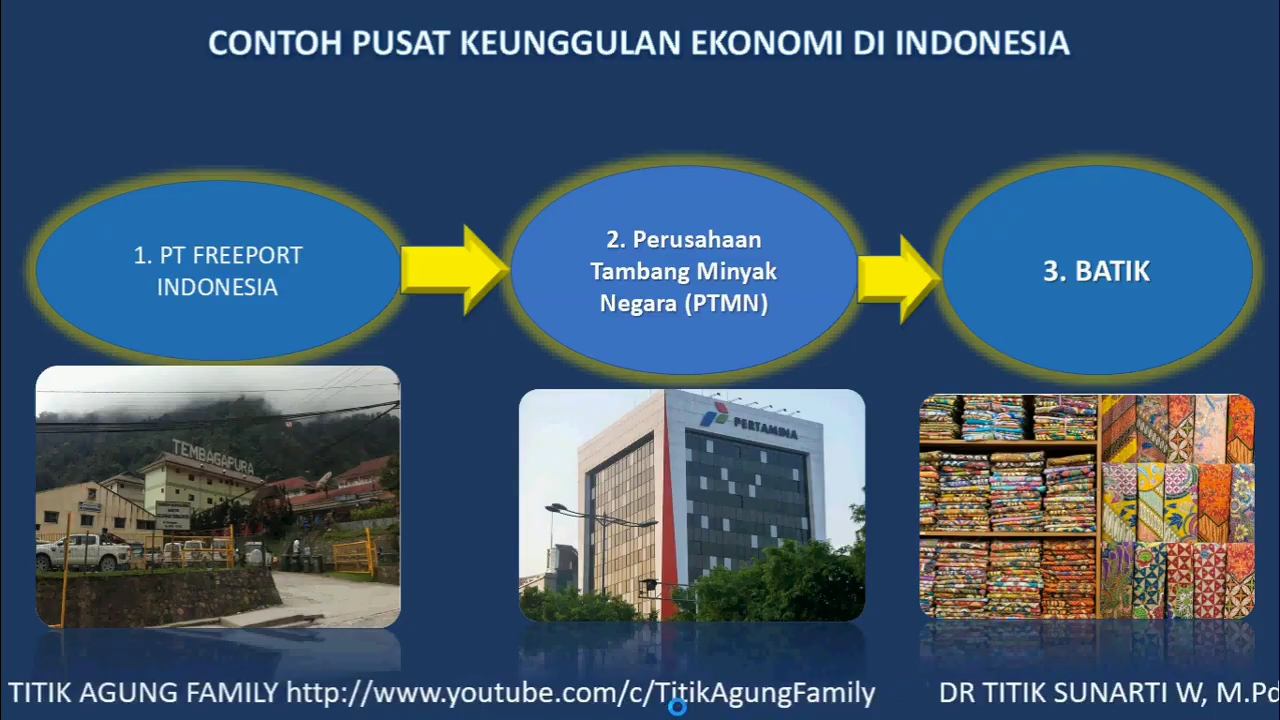 CONTOH PUSAT KEUNGGULAN EKONOMI DI INDONESIA
1. PT FREEPORT
INDONESIA
2. Perusahaan
Tambang Minyak
Negara (PTMN)
3. BATIK
TEMBAGAPURA
PERTAMINA
TITIK AGUNG FAMILY http://www.youtube.com/c/TitikAgungFamily
DR TITIK SUNARTI W, M.Pd